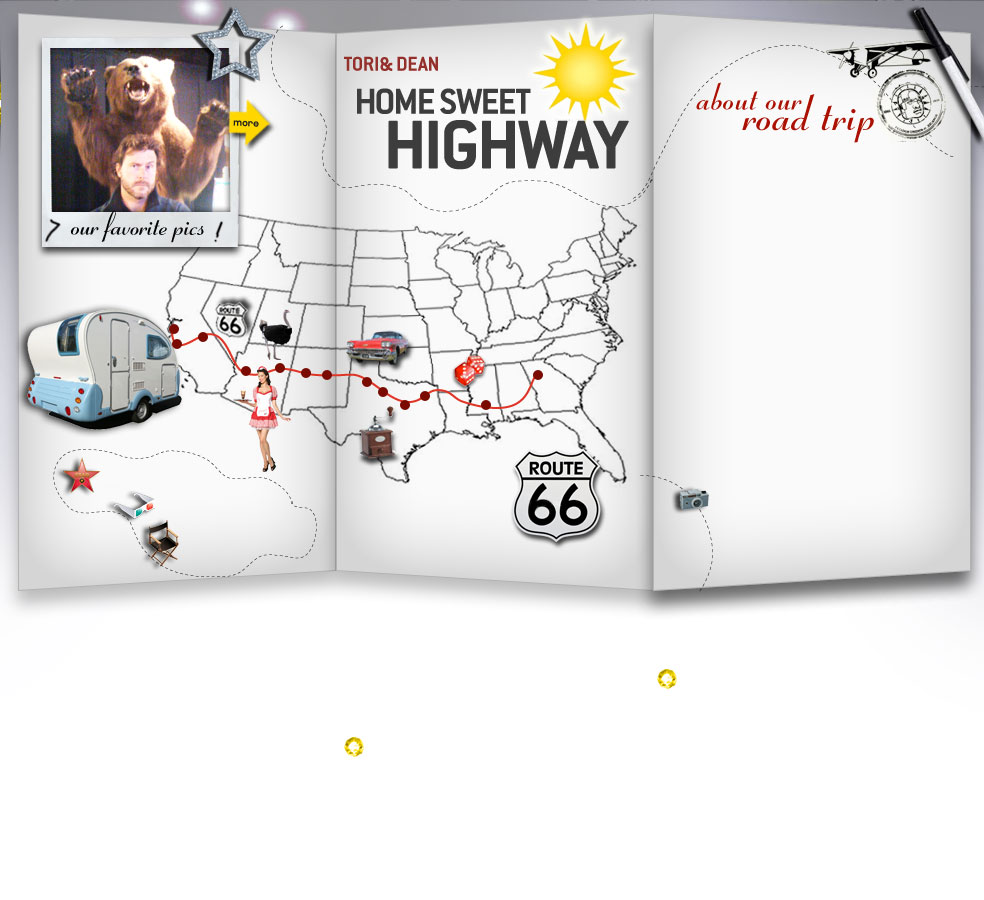 TORI & DEAN
HOME SWEET
HIGHWAY
about our
road trip
more
> our favorite pics !
ROUTE
66
ROUTE
66